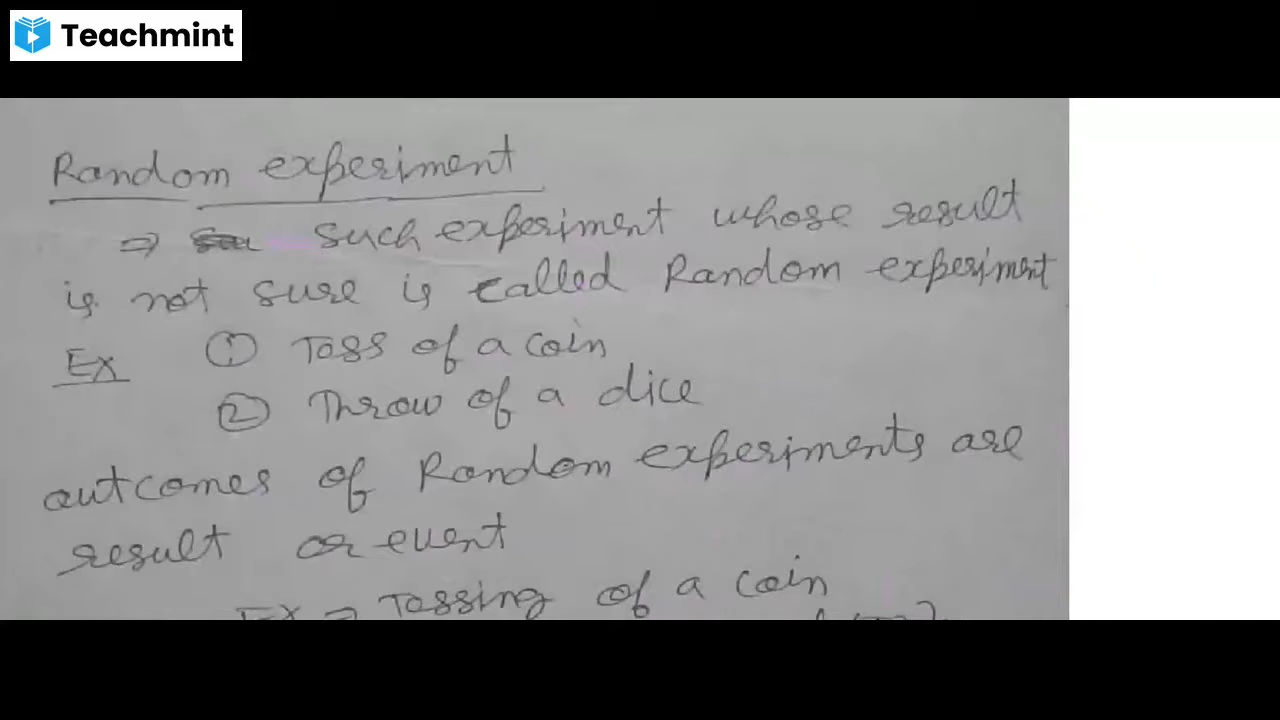 Teachmint
Random experiment
⇒ such experiment whose result
is not sure is called Random experiment
Ex ① Toss of a coin
② Throw of a dice
outcomes of Random experiments are
result or event
Ex → Tossing of a coin